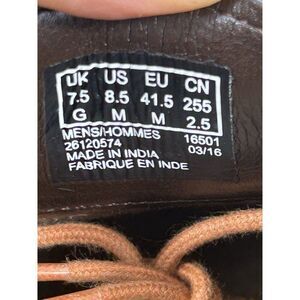 UK US EU CN
7.5 8.5 41.5 255
G M M 2.5
MENS/HOMMES 16501
26120574 03/16
MADE IN INDIA
FABRIQUE EN INDE